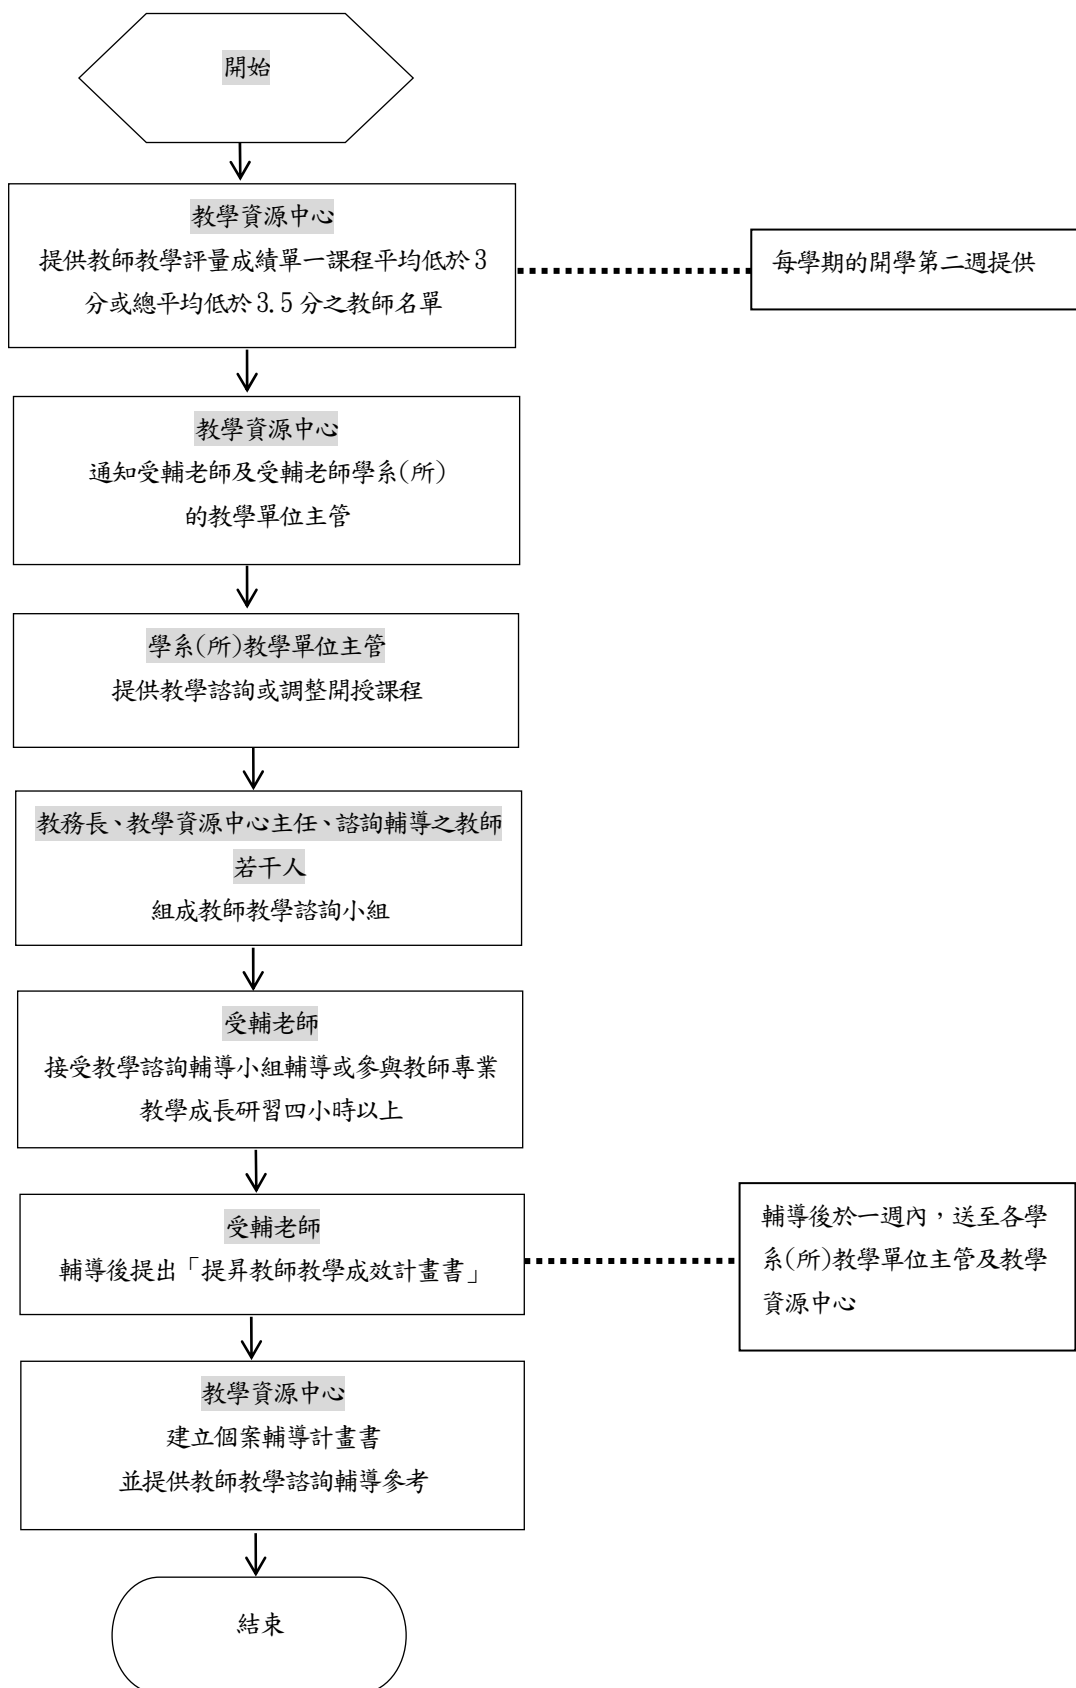 開始
教學資源中心
提供教師教學評量成績單一課程平均低於 3
分或總平均低於 3.5 分之教師名單
每學期的開學第二週提供
教學資源中心
通知受輔老師及受輔老師學系(所)
的教學單位主管
學系(所)教學單位主管
提供教學諮詢或調整開授課程
教務長、教學資源中心主任、諮詢輔導之教師
若干人
組成教師教學諮詢小組
受輔老師
接受教學諮詢輔導小組輔導或參與教師專業
教學成長研習四小時以上
受輔老師
輔導後提出「提昇教師教學成效計畫書」
輔導後於一週內，送至各學
系(所)教學單位主管及教學
資源中心
教學資源中心
建立個案輔導計畫書
並提供教師教學諮詢輔導參考
結束